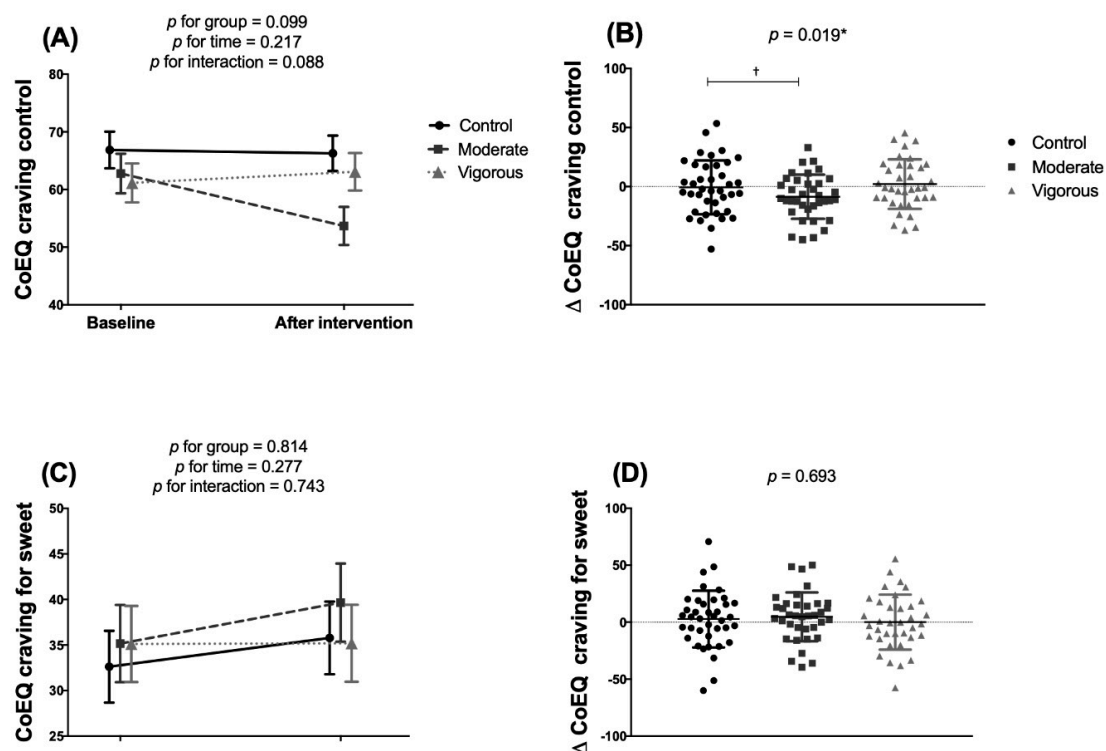 (A)
p for group = 0.099
p for time = 0.217
p for interaction = 0.088
CoEQ craving control
80
70
60
50
40
Baseline
After intervention
Control
Moderate
Vigorous
(B)
p = 0.019*
†
Δ CoEQ craving control
100
50
0
-50
-100
Control
Moderate
Vigorous
(C)
p for group = 0.814
p for time = 0.277
p for interaction = 0.743
CoEQ craving for sweet
50
45
40
35
30
25
(D)
p = 0.693
Δ CoEQ craving for sweet
100
50
0
-50
-100